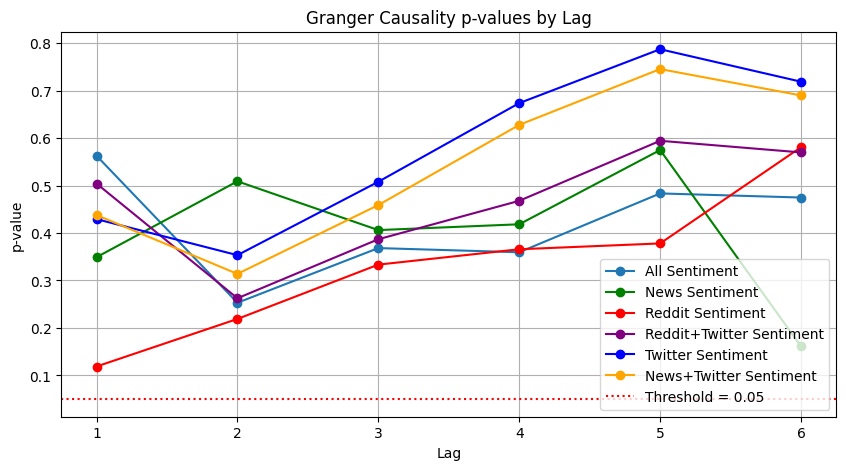 Granger Causality p-values by Lag
0.8
0.7
0.6
0.5
0.4
0.3
0.2
0.1
p-value
1 2 3 4 5 6
Lag
All Sentiment
News Sentiment
Reddit Sentiment
Reddit+Twitter Sentiment
Twitter Sentiment
News+Twitter Sentiment
Threshold = 0.05